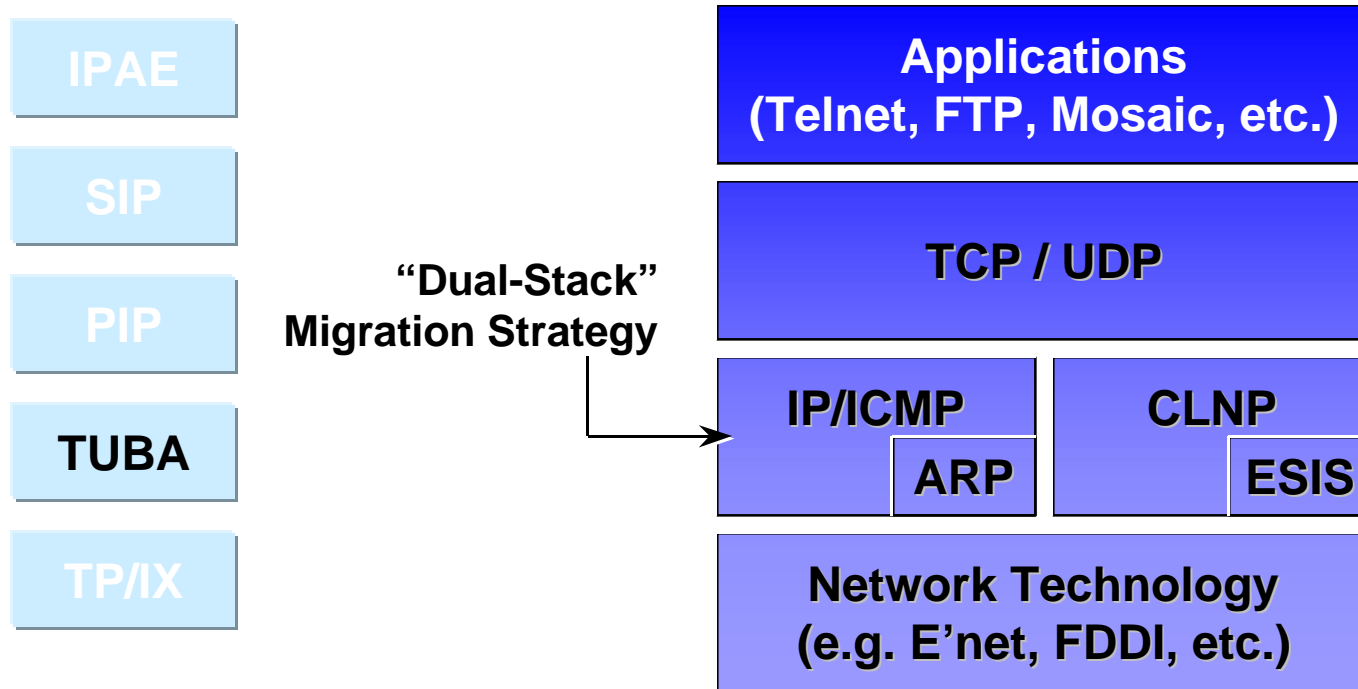 IPAE
SIP
PIP
TUBA
TP/IX
“Dual-Stack”
Migration Strategy
Applications
(Telnet, FTP, Mosaic, etc.)
TCP / UDP
IP/ICMP
ARP
CLNP
ESIS
Network Technology
(e.g. E’net, FDDI, etc.)